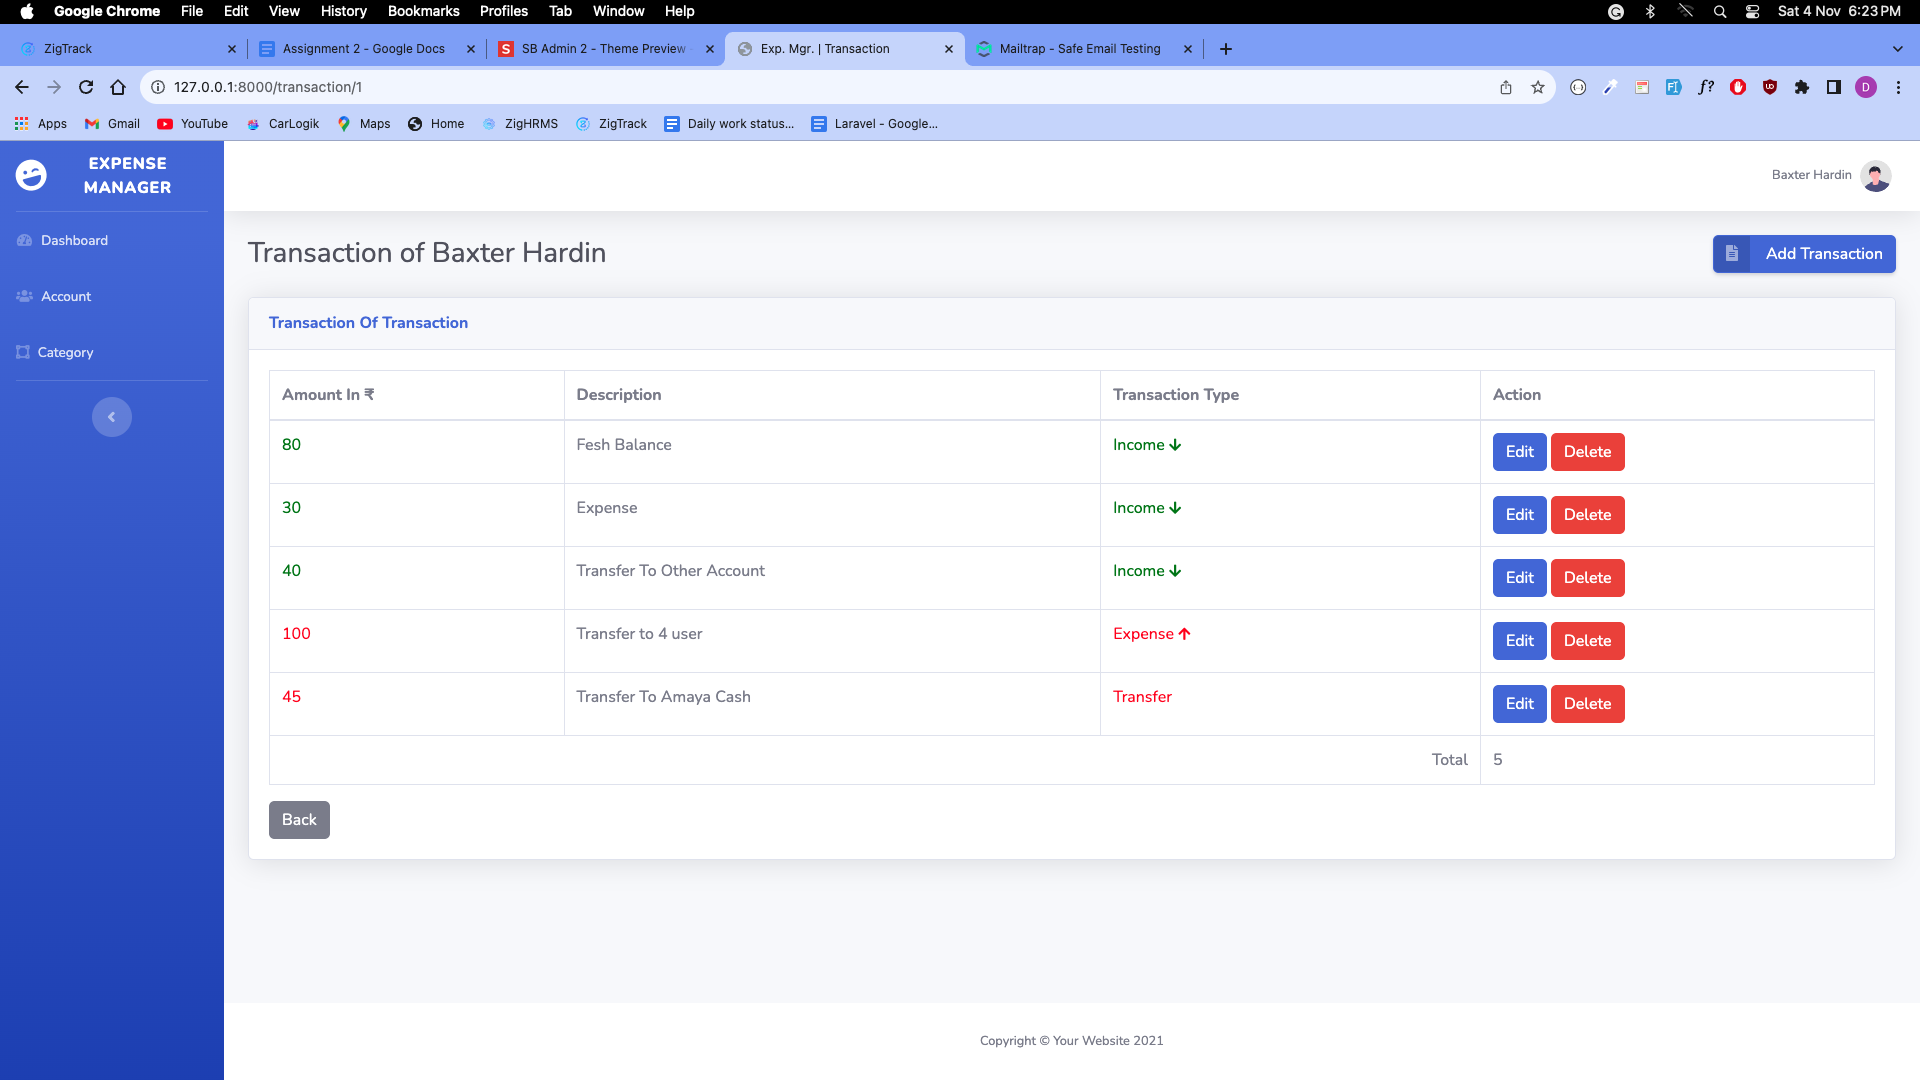 Google Chrome File Edit View History Bookmarks Profiles Tab Window Help Sat 4 Nov 6:23 PM
ZigTrack Assignment 2 - Google Docs SB Admin 2 - Theme Preview Exp. Mgr. | Transaction Mailtrap - Safe Email Testing
127.0.0.1:8000/transaction/1
Apps Gmail YouTube CarLogik Maps Home ZigHRMS ZigTrack Daily work status... Laravel - Google...
EXPENSE
MANAGER
Dashboard
Account
Category
Baxter Hardin
Transaction of Baxter Hardin
Add Transaction
Transaction Of Transaction
Amount In ₹ Description Transaction Type Action
80 Fesh Balance Income Edit Delete
30 Expense Income Edit Delete
40 Transfer To Other Account Income Edit Delete
100 Transfer to 4 user Expense Edit Delete
45 Transfer To Amaya Cash Transfer Edit Delete
Total 5
Back
Copyright © Your Website 2021